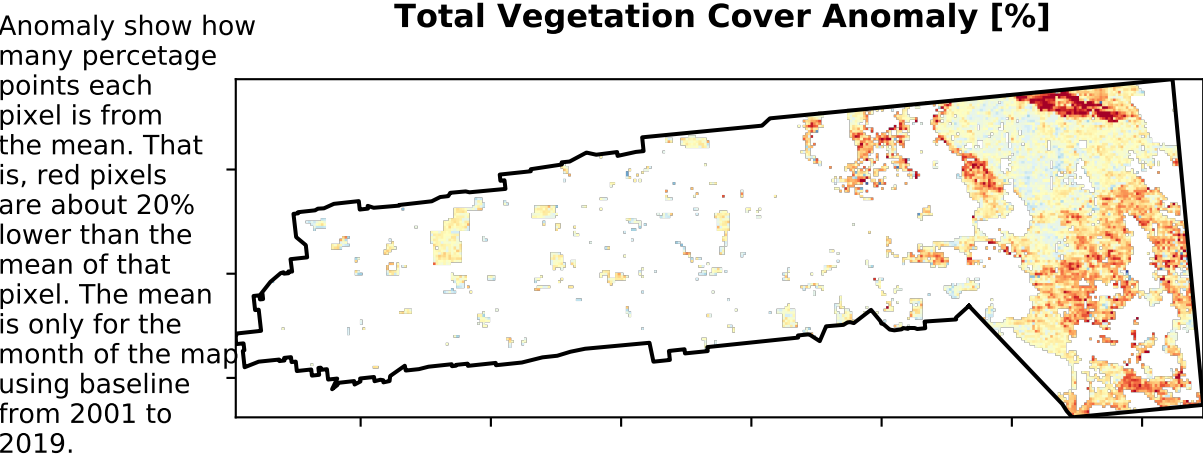 Total Vegetation Cover Anomaly [%]
Anomaly show how
many percetage
points each
pixel is from
the mean. That
is, red pixels
are about 20%
lower than the
mean of that
pixel. The mean
is only for the
month of the map
using baseline
from 2001 to
2019.